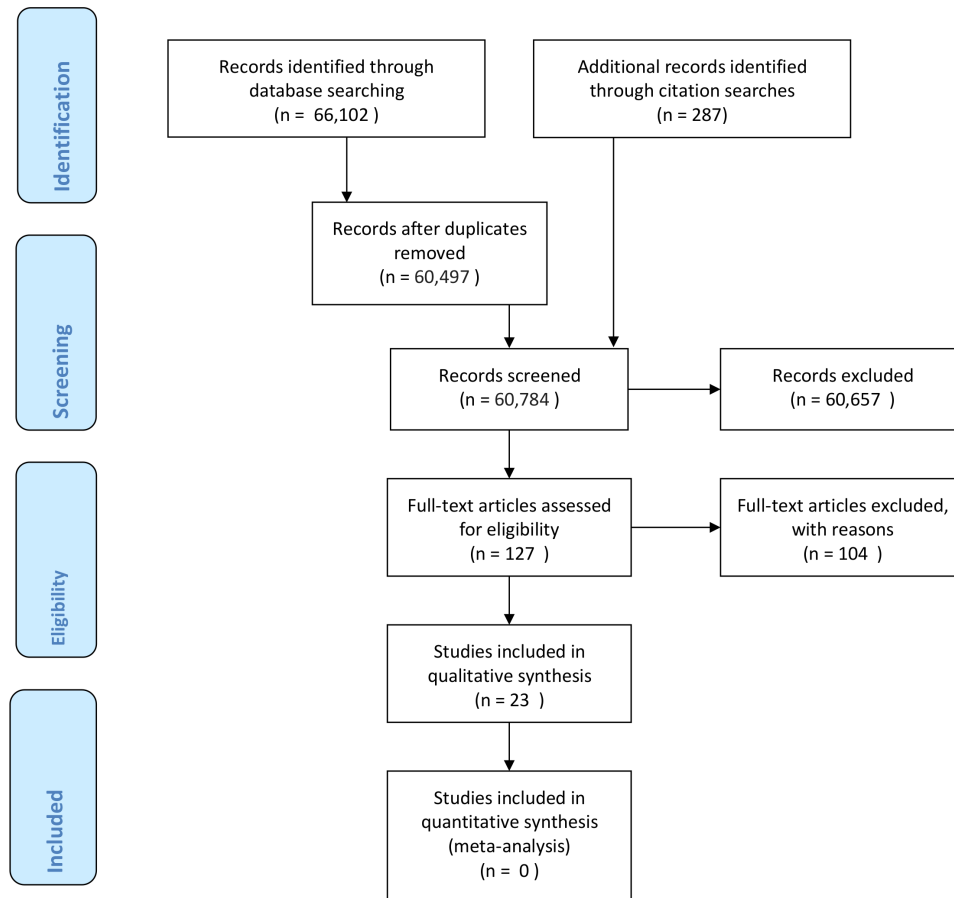 Identification
Records identified through
database searching
(n = 66,102 )
Additional records identified
through citation searches
(n = 287)
Records after duplicates
removed
(n = 60,497 )
Screening
Records screened
(n = 60,784 )
Records excluded
(n = 60,657 )
Eligibility
Full-text articles assessed
for eligibility
(n = 127 )
Full-text articles excluded,
with reasons
(n = 104 )
Studies included in
qualitative synthesis
(n = 23 )
Included
Studies included in
quantitative synthesis
(meta-analysis)
(n = 0 )